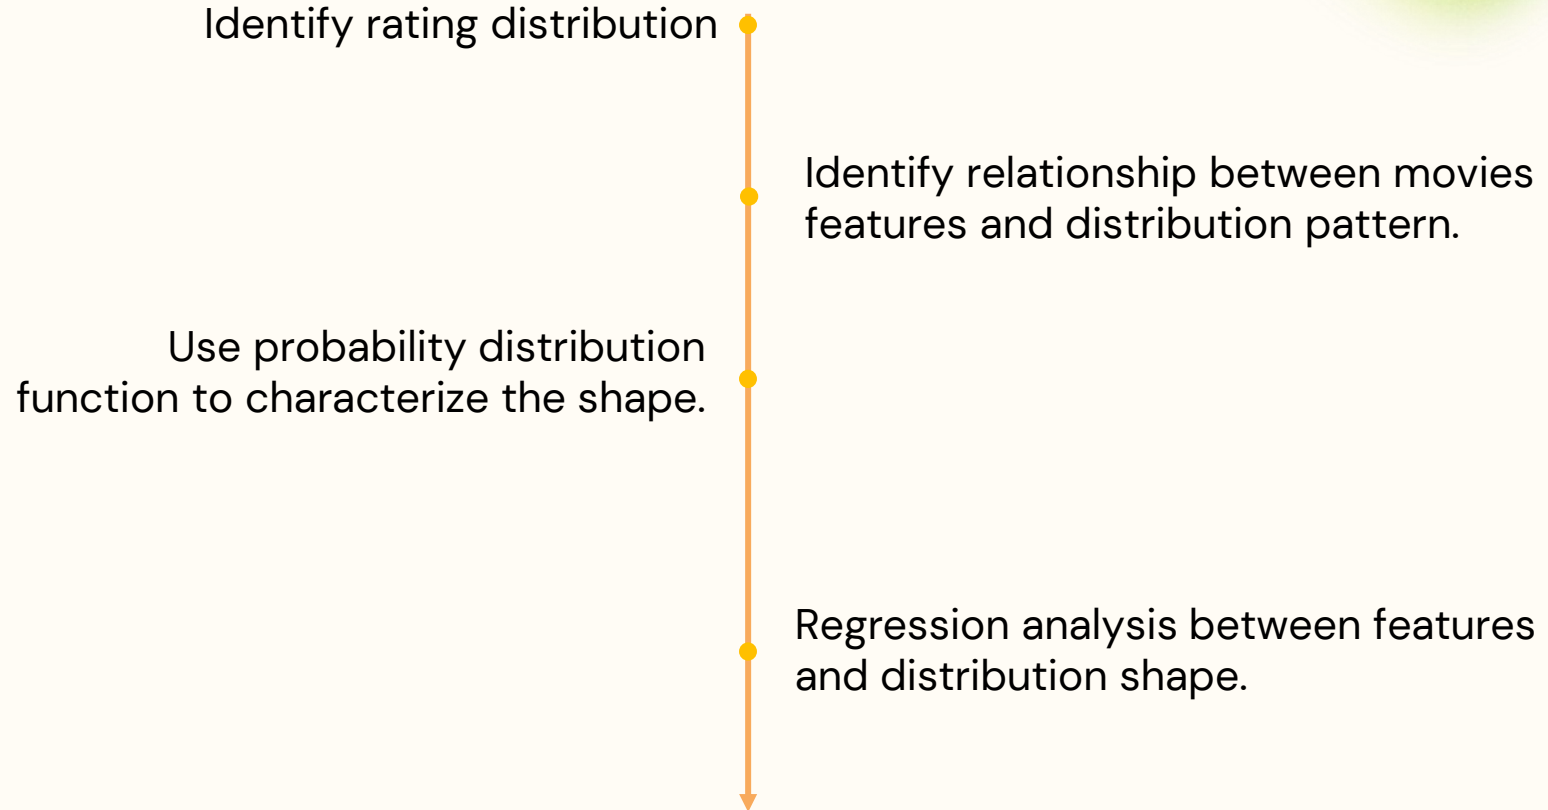 Identify rating distribution
Identify relationship between movies
features and distribution pattern.
Use probability distribution
function to characterize the shape.
Regression analysis between features
and distribution shape.